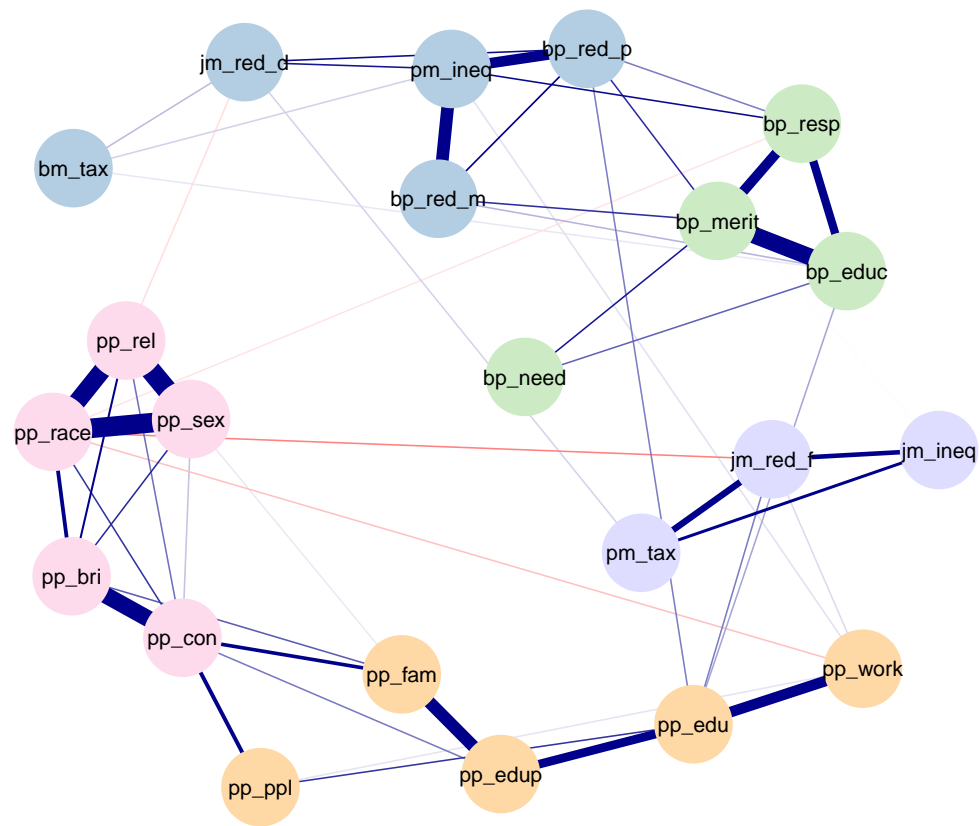 bp_red_p
jm_red_d
pm_ineq
bp_resp
bm_tax
bp_red_m
bp_merit
bp_educ
pp_rel
bp_need
pp_sex
pp_race
jm_ineq
jm_red_f
pm_tax
pp_bri
pp_con
pp_fam
pp_work
pp_edu
pp_edup
pp_ppl